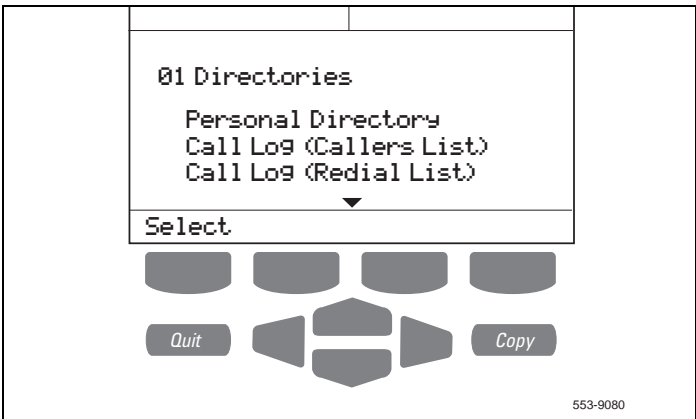 01 Directories
Personal Directory
Call Log (Callers List)
Call Log (Redial List)
Select
Quit
Copy
553-9080